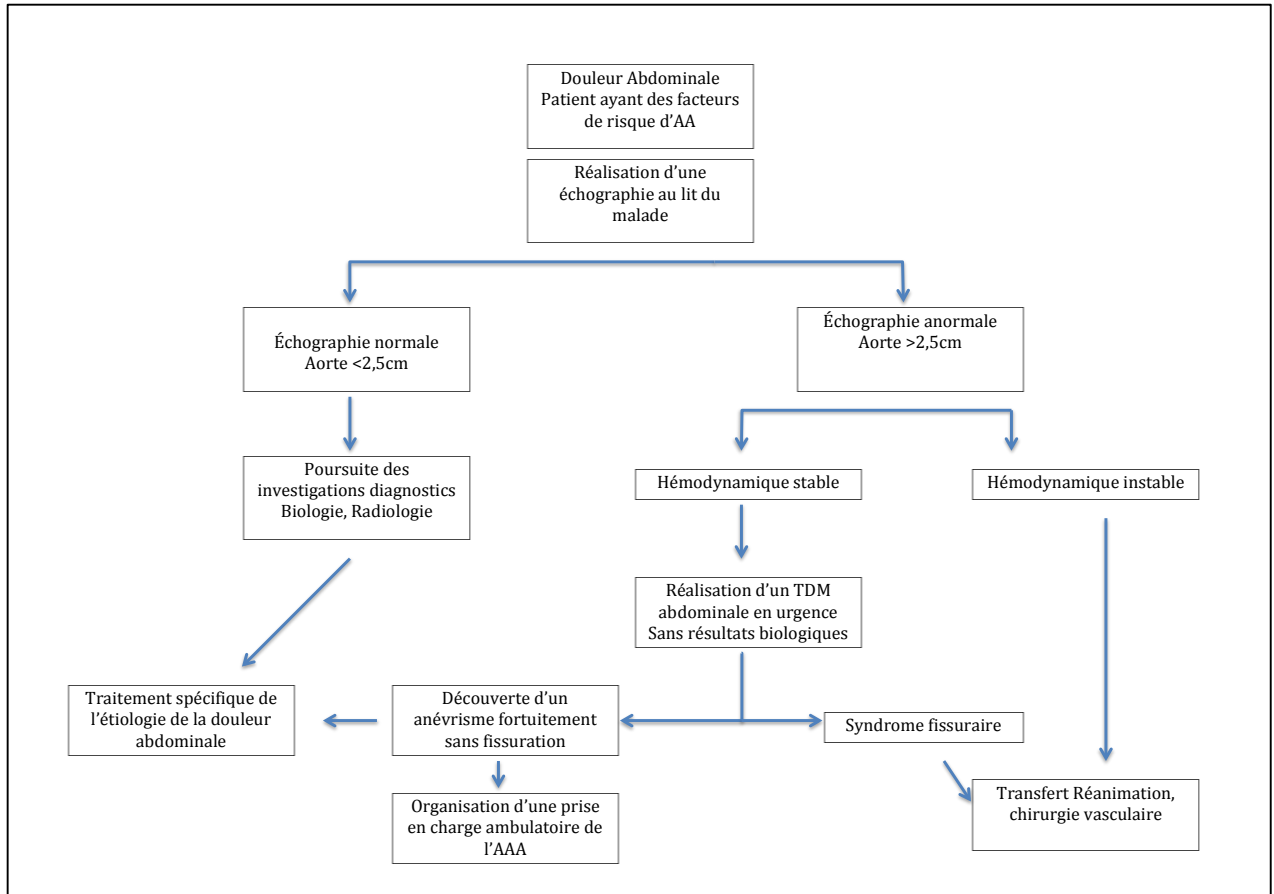 Douleur Abdominale
Patient ayant des facteurs
de risque d’AA
Réalisation d’une
échographie au lit du
malade
Échographie normale
Aorte <2,5cm
Échographie anormale
Aorte >2,5cm
Poursuite des
investigations diagnostics
Biologie, Radiologie
Hémodynamique stable
Hémodynamique instable
Réalisation d’un TDM
abdominale en urgence
Sans résultats biologiques
Traitement spécifique de
l’étiologie de la douleur
abdominale
Découverte d’un
anévrisme fortuitement
sans fissuration
Syndrome fissuraire
Organisation d’une prise
en charge ambulatoire de
l’AAA
Transfert Réanimation,
chirurgie vasculaire